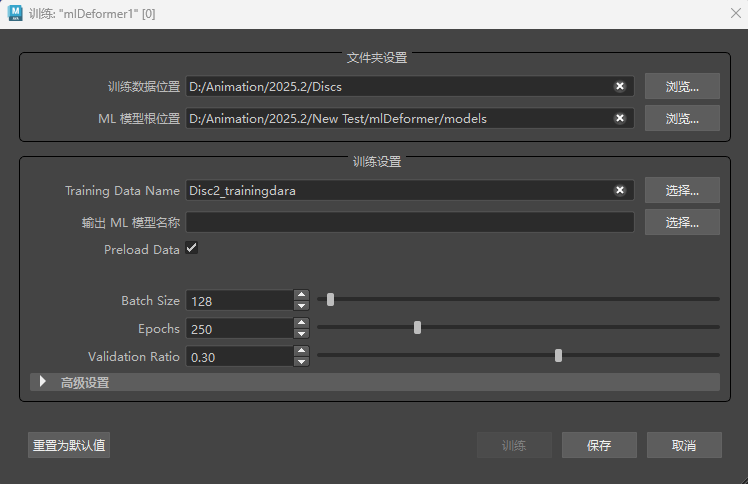 训练: "mlDeformer1" [0]
文件夹设置
训练数据位置 D:/Animation/2025.2/Discs 浏览...
ML 模型根位置 D:/Animation/2025.2/New Test/mlDeformer/models 浏览...
训练设置
Training Data Name Disc2_trainingdara 选择...
输出 ML 模型名称 选择...
Preload Data
Batch Size 128
Epochs 250
Validation Ratio 0.30
高级设置
重置为默认值 训练 保存 取消